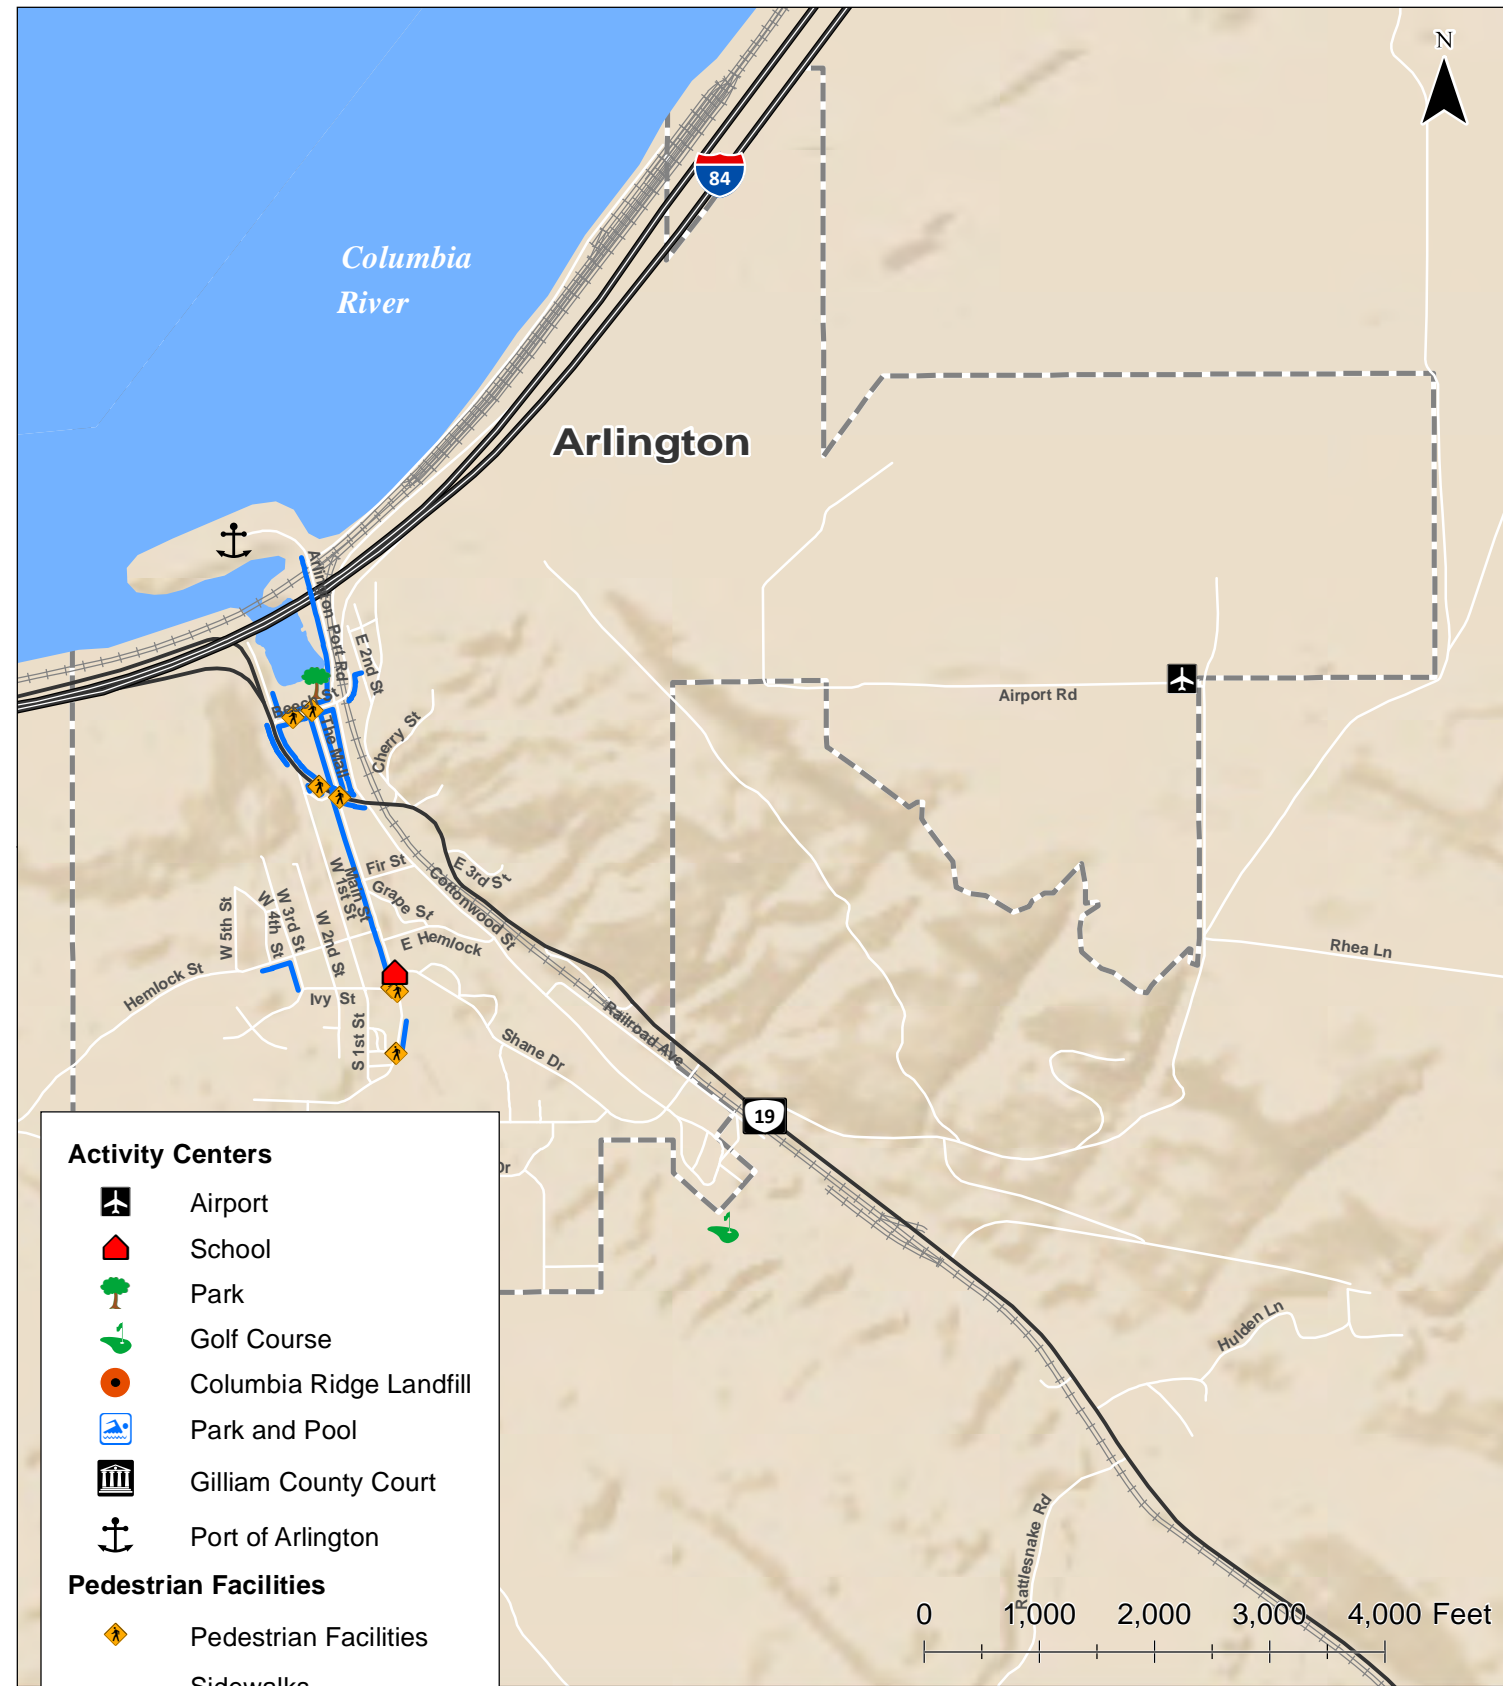 N
84
Columbia
River
Arlington
Arlington Port Rd
E 2nd St
Beech St
The Mall
Cherry St
Airport Rd
Fir St
E 3rd St
W 1st St
Main St
Grape St
Cottonwood St
W 5th St
W 4th St
W 3rd St
W 2nd St
E Hemlock
Rhea Ln
Hemlock St
Ivy St
S 1st St
Shane Dr
Railroad Ave
19
Dr
Hulden Ln
Rattlesnake Rd
Activity Centers
Airport
School
Park
Golf Course
Columbia Ridge Landfill
Park and Pool
Gilliam County Court
Port of Arlington
Pedestrian Facilities
Pedestrian Facilities
Sidewalks
0 1,000 2,000 3,000 4,000 Feet